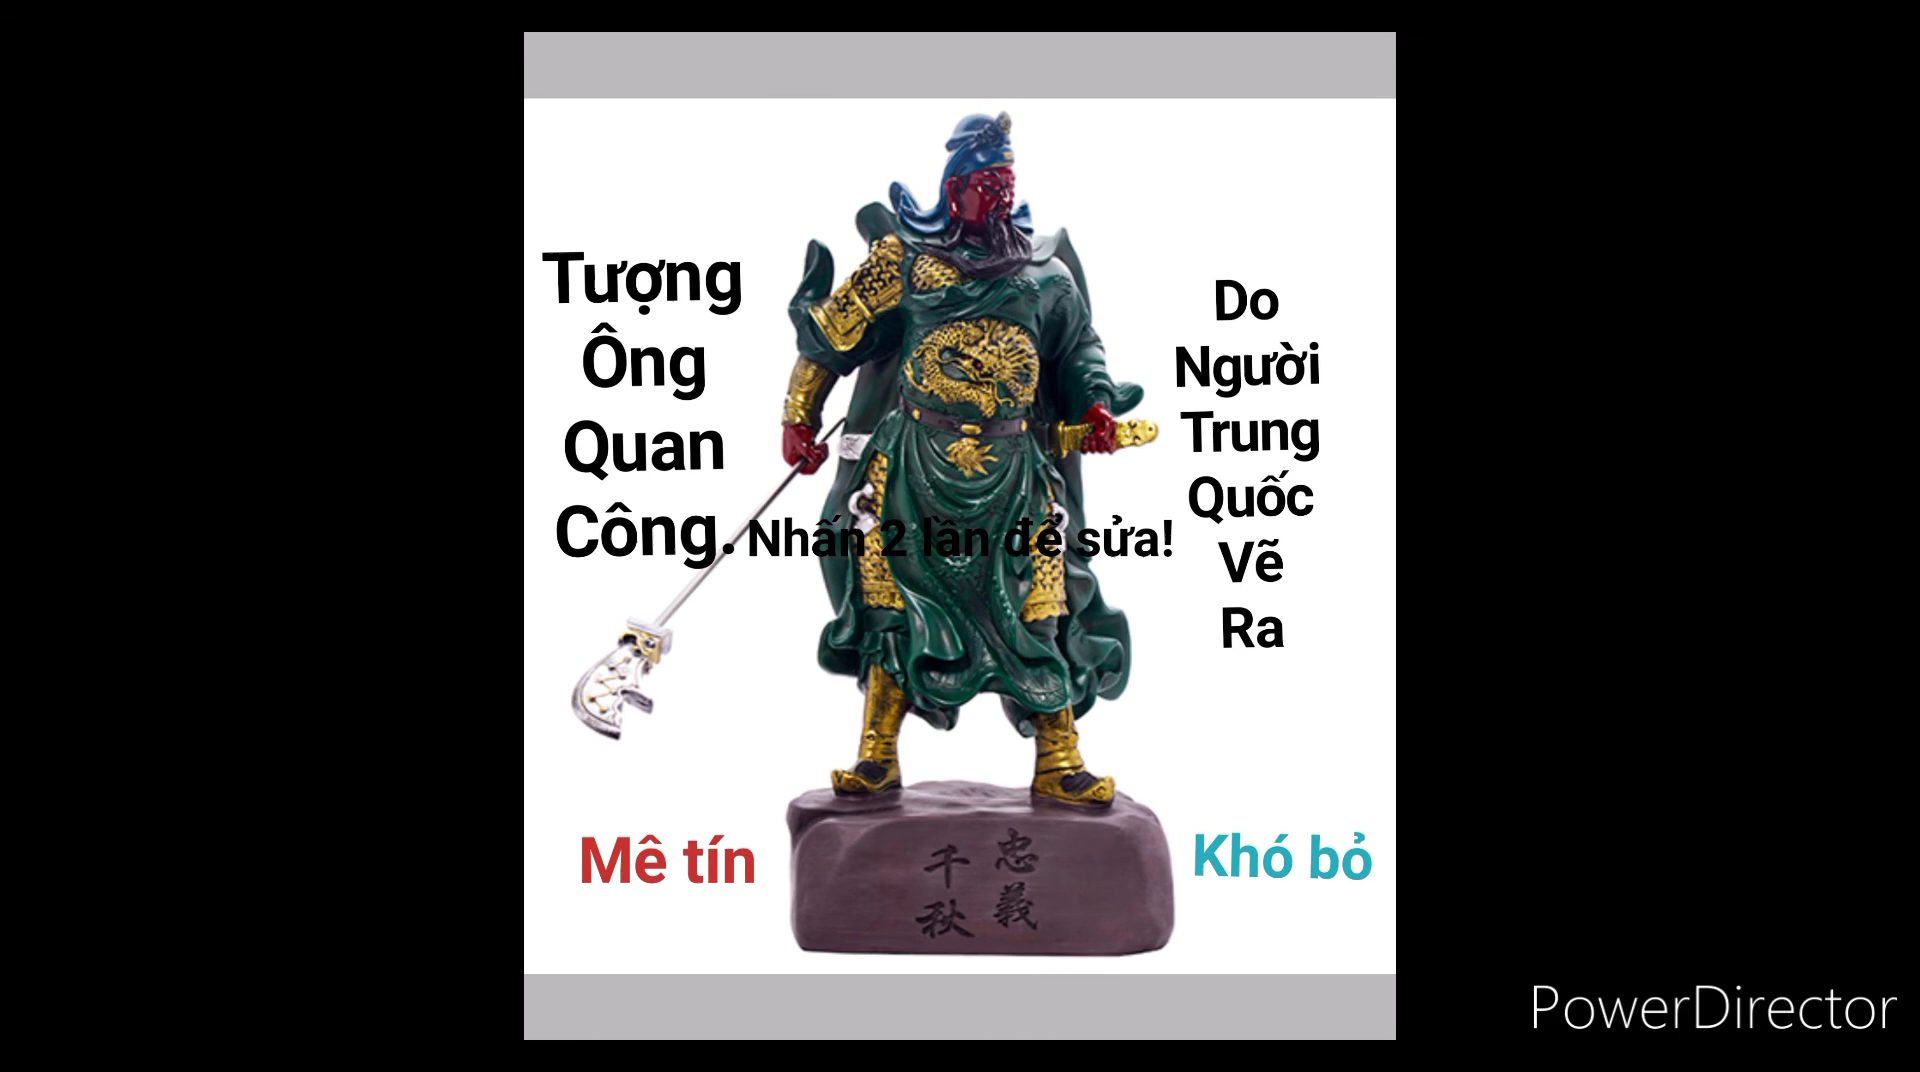 Tượng
Ông
Quan
Công.
Nhấn 2 lần để sửa!
Do
Người
Trung
Quốc
Vẽ
Ra
Mê tín
Khó bỏ
忠義
千秋
PowerDirector